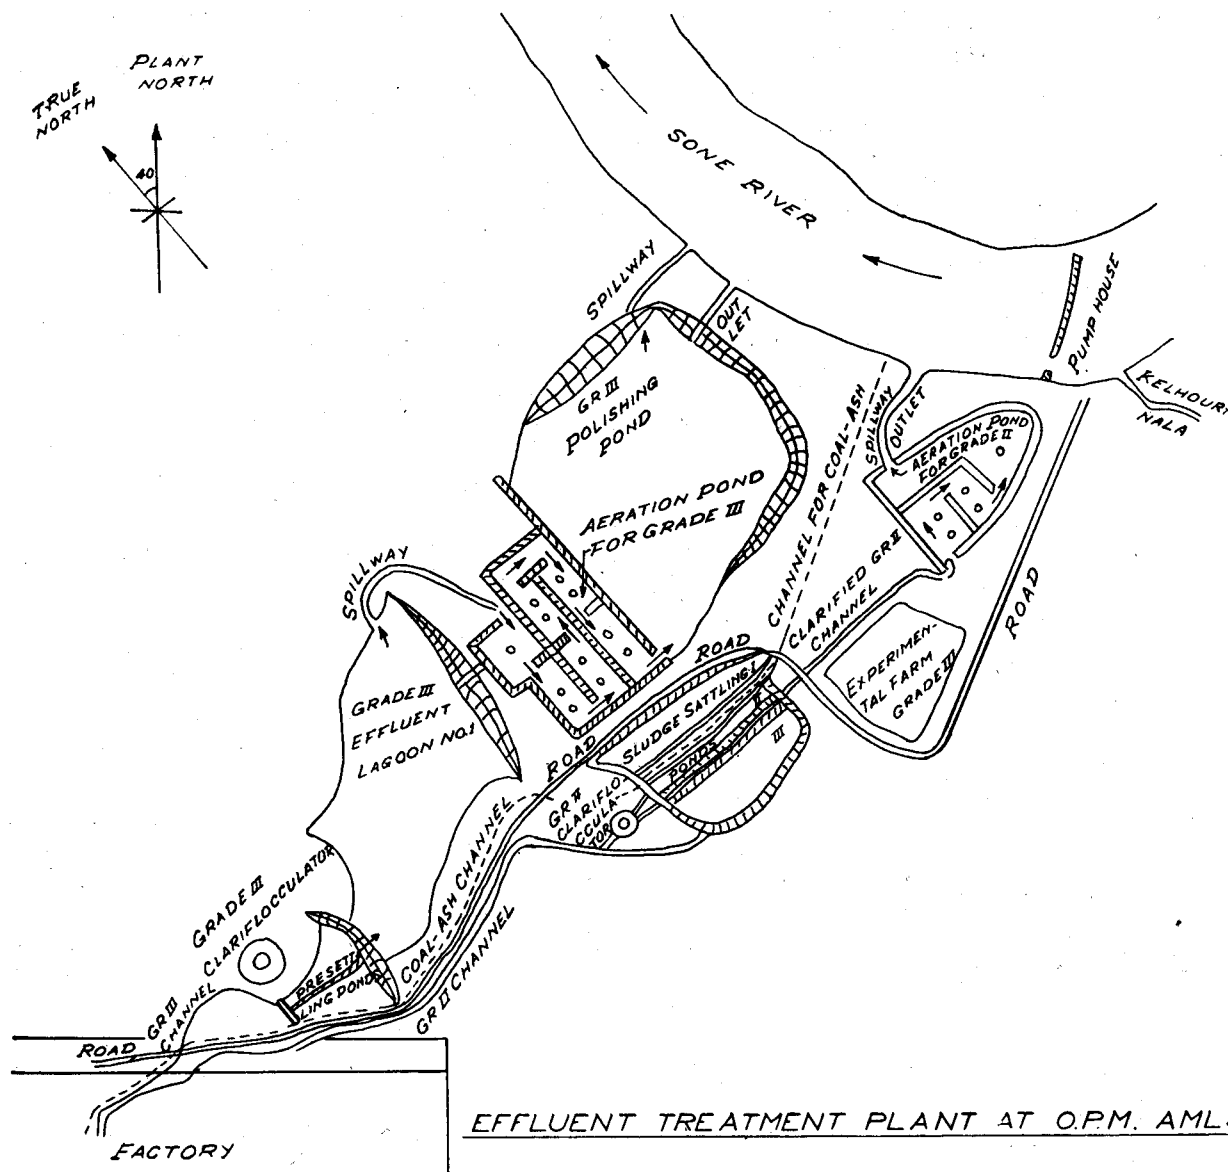 PLANT
NORTH
TRUE
NORTH
40
SONE RIVER
SPILLWAY
OUT
LET
PUMP HOUSE
KELHOURI
NALA
GR III
POLISHING
POND
CHANNEL FOR COAL-ASH
SPILLWAY
OUTLET
AERATION POND
FOR GRADE II
AERATION POND
FOR GRADE III
SPILLWAY
CLARIFIED GR II
CHANNEL
ROAD
ROAD
EXPERIMEN-
TAL FARM
GRADE III
GRADE III
EFFLUENT
LAGOON NO.1
SLUDGE SATTLING I
II
PONDS
III
ROAD
GR II
CLARIFLO
CCULA
TOR
GRADE III
CLARIFLOCCULATOR
COAL-ASH CHANNEL
GR II CHANNEL
PRESETT
LING POND
GR III
CHANNEL
ROAD
FACTORY
EFFLUENT TREATMENT PLANT AT O.P.M. AML